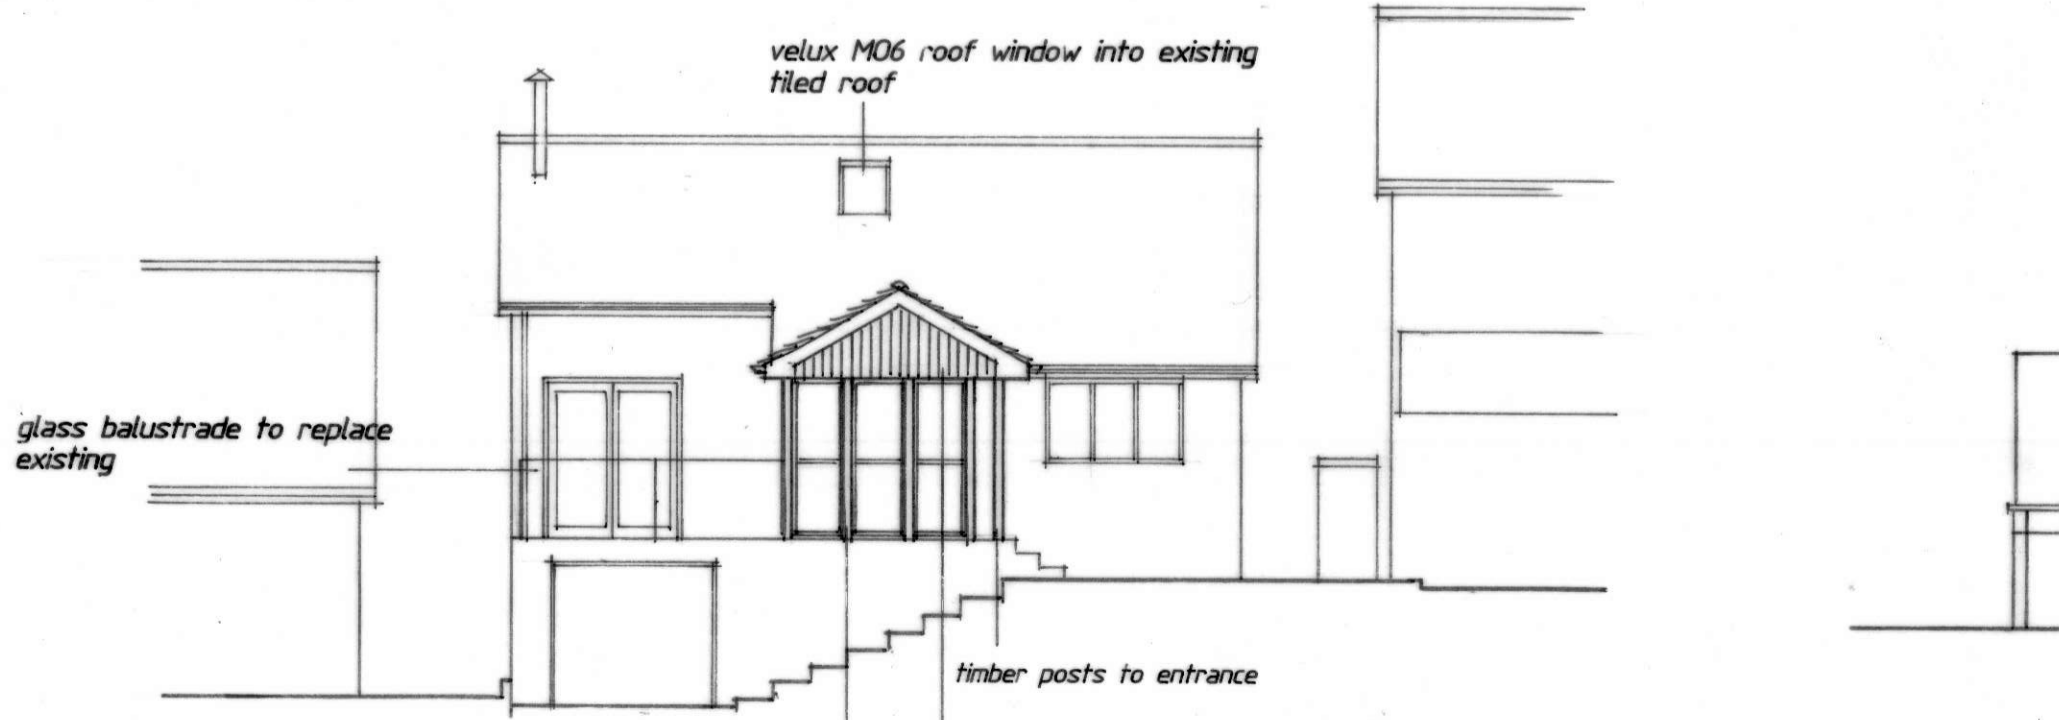 velux M06 roof window into existing
tiled roof
glass balustrade to replace
existing
timber posts to entrance